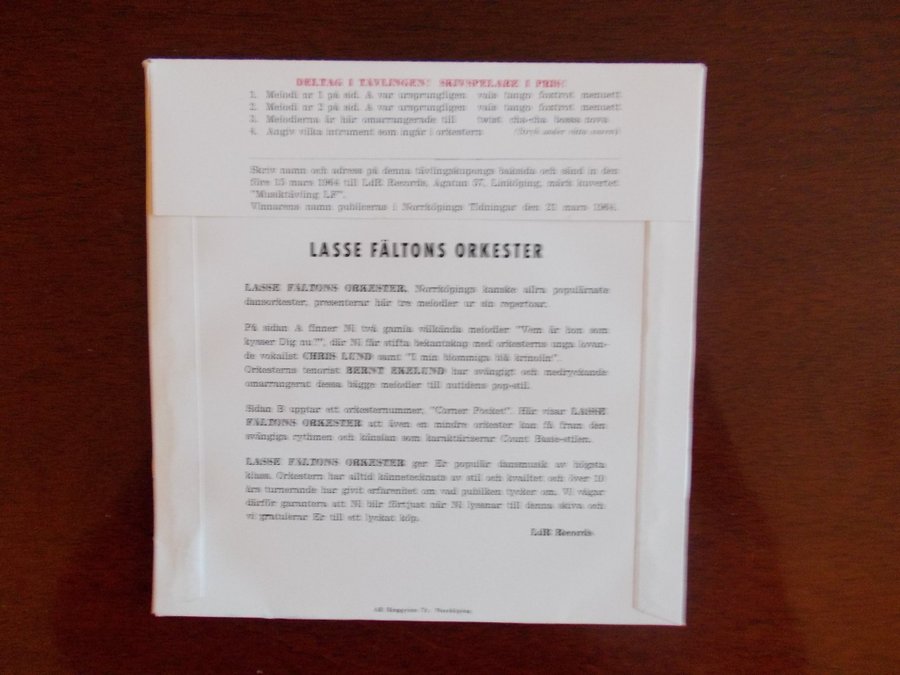 DELTAG I TÄVLINGEN! SKIVSPELARE I PRIS!
1. Melodi nr 1 på sid. A var ursprungligen vals tango foxtrot menuett
2. Melodi nr 2 på sid. A var ursprungligen vals tango foxtrot menuett
3. Melodierna är här omarrangerade till twist cha-cha bossa nova
4. Angiv vilka intrument som ingår i orkestern (Stryk under rätta svaren)
Skriv namn och adress på denna tävlingskupongs baksida och sänd in den
före 15 mars 1964 till LdR Records, Ågatan 57, Linköping, märk kuvertet
"Musiktävling LF".
Vinnarens namn publiceras i Norrköpings Tidningar den 21 mars 1964.
LASSE FÄLTONS ORKESTER
LASSE FÄLTONS ORKESTER, Norrköpings kanske allra populäraste
dansorkester, presenterar här tre melodier ur sin repertoar.
På sidan A finner Ni två gamla välkända melodier "Vem är hon som
kysser Dig nu?", där Ni får stifta bekantskap med orkesterns unga lovan-
de vokalist CHRIS LUND samt "I min blommiga blå krinolin!".
Orkesterns tenorist BERNT EKELUND har svängigt och medryckande
omarrangerat dessa bägge melodier till nutidens pop-stil.
Sidan B upptar ett orkesternummer, "Corner Pocket!". Här visar LASSE
FÄLTONS ORKESTER att även en mindre orkester kan få fram den
svängiga rythmen och känslan som karaktäriserar Count Basie-stilen.
LASSE FÄLTONS ORKESTER ger Er populär dansmusik av högsta
klass. Orkestern har alltid kännetecknats av stil och kvalitet och över 10
års turnerande har givit erfarenhet om vad publiken tycker om. Vi vågar
därför garantera att Ni blir förtjust när Ni lyssnar till denna skiva och
vi gratulerar Er till ett lyckat köp.
LdR Records
Norrköping